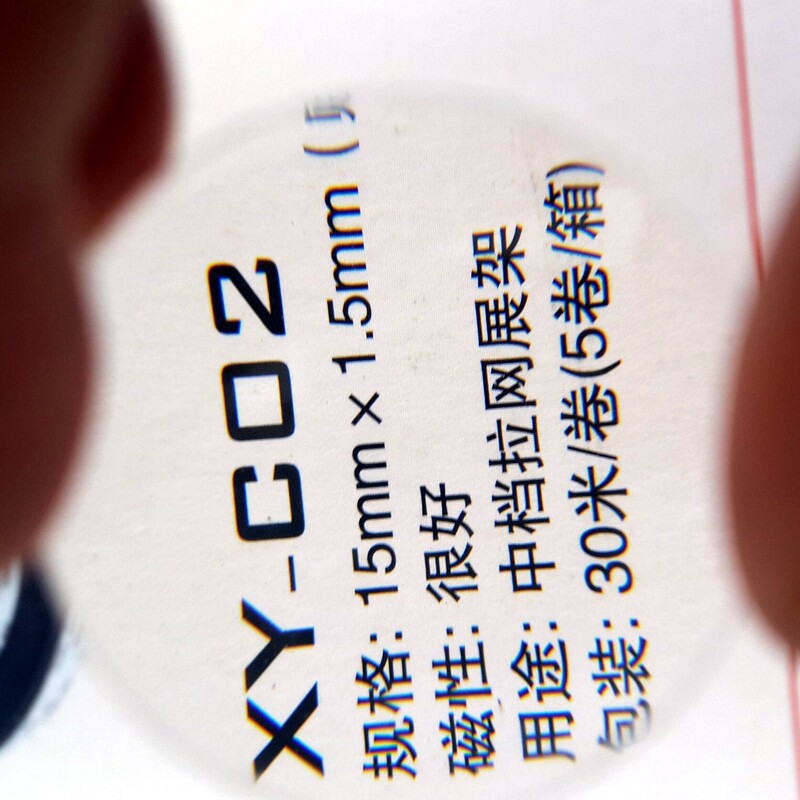 XY-C02
规格：15mm×1.5mm（
磁性：很好
用途：中档拉网展架
包装：30米/卷(5卷/箱)